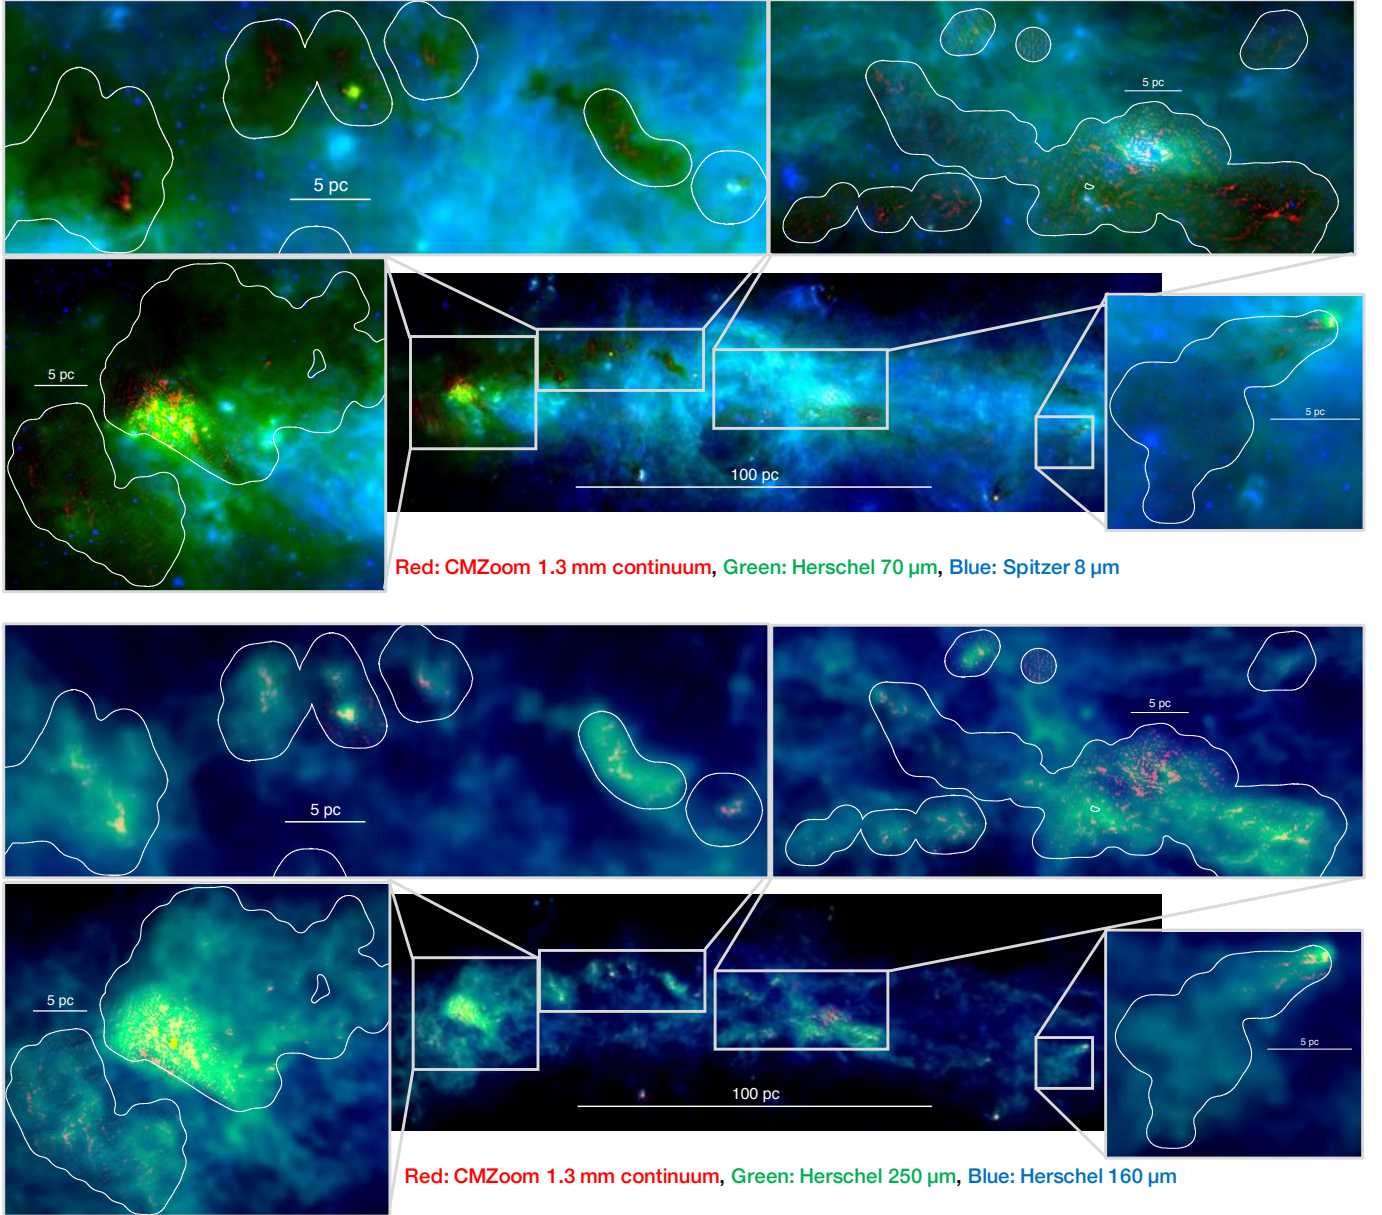 5 pc
5 pc
5 pc
5 pc
100 pc
Red: CMZoom 1.3 mm continuum, Green: Herschel 70 µm, Blue: Spitzer 8 µm
5 pc
5 pc
5 pc
5 pc
100 pc
Red: CMZoom 1.3 mm continuum, Green: Herschel 250 µm, Blue: Herschel 160 µm